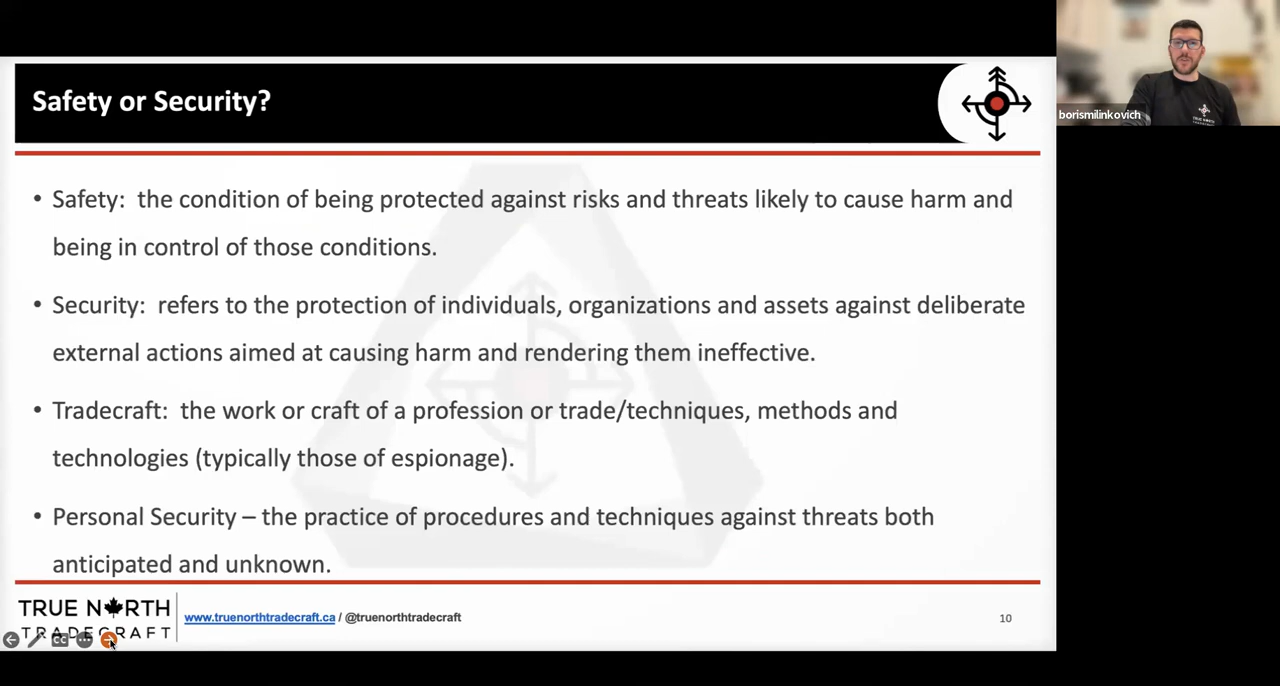 Safety or Security?
borismilinkovich
• Safety:  the condition of being protected against risks and threats likely to cause harm and
being in control of those conditions.
• Security:  refers to the protection of individuals, organizations and assets against deliberate
external actions aimed at causing harm and rendering them ineffective.
• Tradecraft:  the work or craft of a profession or trade/techniques, methods and
technologies (typically those of espionage).
• Personal Security – the practice of procedures and techniques against threats both
anticipated and unknown.
TRUE NORTH
TRADECRAFT
www.truenorthtradecraft.ca / @truenorthtradecraft
10
CC
TRUE NORTH
TRADECRAFT